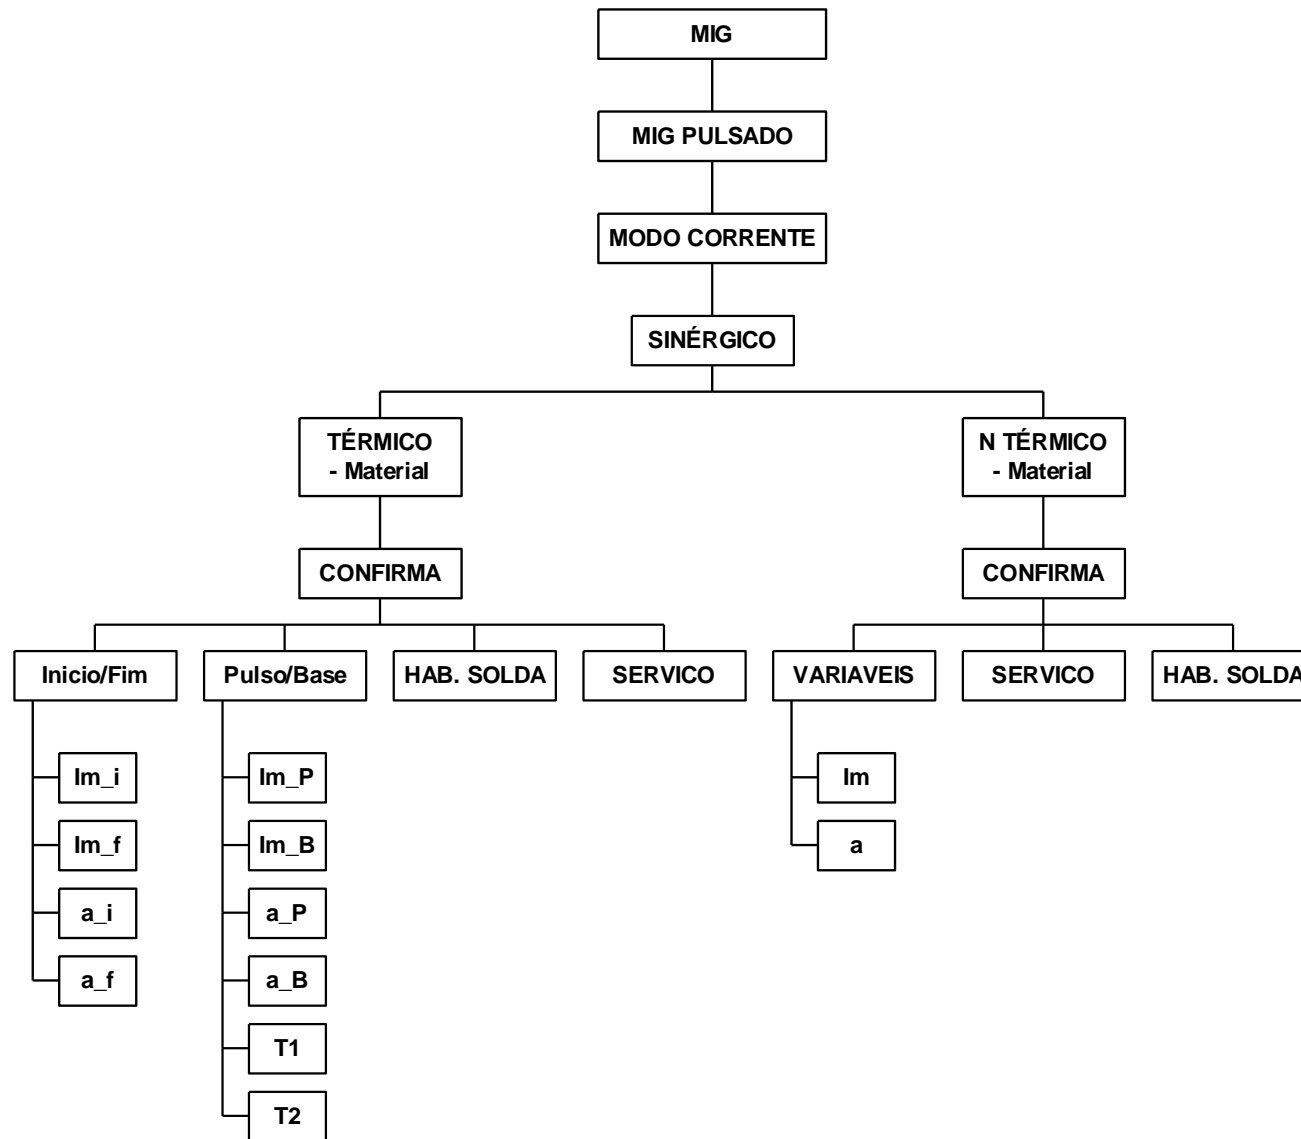 MIG
MIG PULSADO
MODO CORRENTE
SINÉRGICO
TÉRMICO
- Material
N TÉRMICO
- Material
CONFIRMA
CONFIRMA
Inicio/Fim
Pulso/Base
HAB. SOLDA
SERVICO
VARIAVEIS
SERVICO
HAB. SOLDA
Im_i
Im_f
a_i
a_f
Im_P
Im_B
a_P
a_B
T1
T2
Im
a